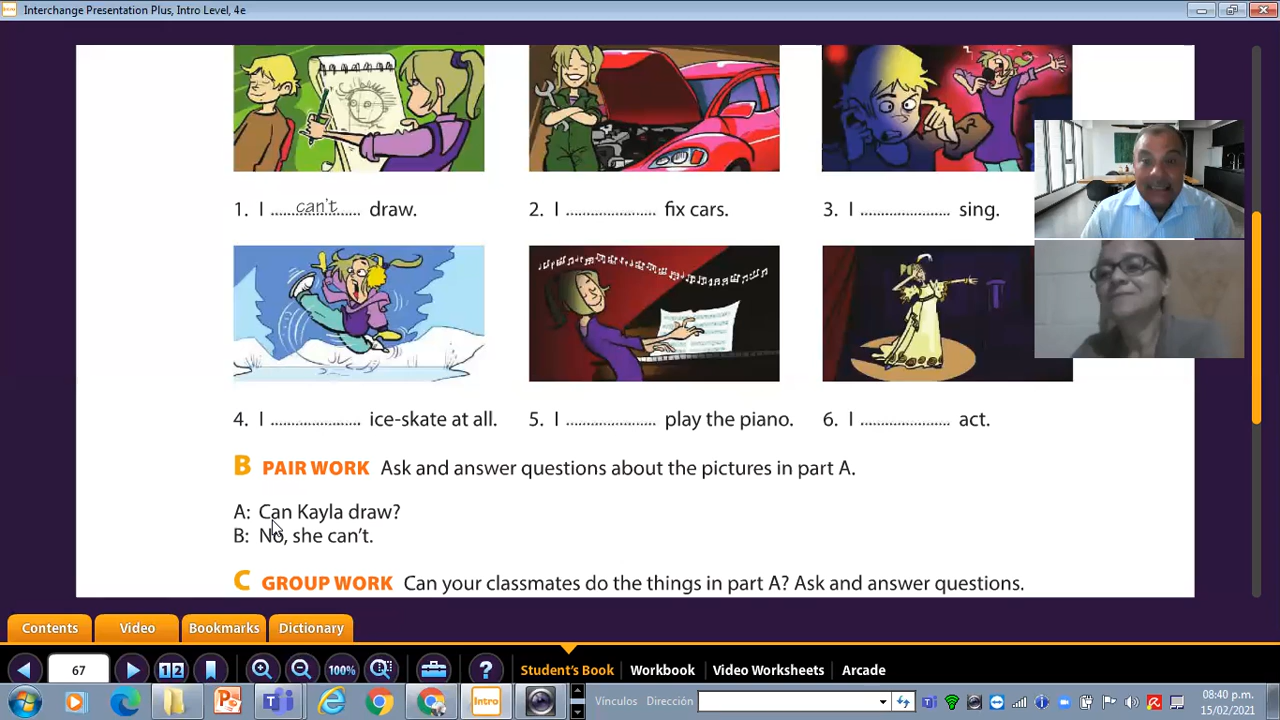 Interchange Presentation Plus, Intro Level, 4e
1. I can't draw.
2. I .................... fix cars.
3. I .................... sing.
4. I .................... ice-skate at all.
5. I .................... play the piano.
6. I .................... act.
B PAIR WORK Ask and answer questions about the pictures in part A.
A: Can Kayla draw?
B: No, she can't.
C GROUP WORK Can your classmates do the things in part A? Ask and answer questions.
Contents Video Bookmarks Dictionary
67 12 100% ? Student's Book Workbook Video Worksheets Arcade
Intro Vínculos Dirección 08:40 p.m.
15/02/2021